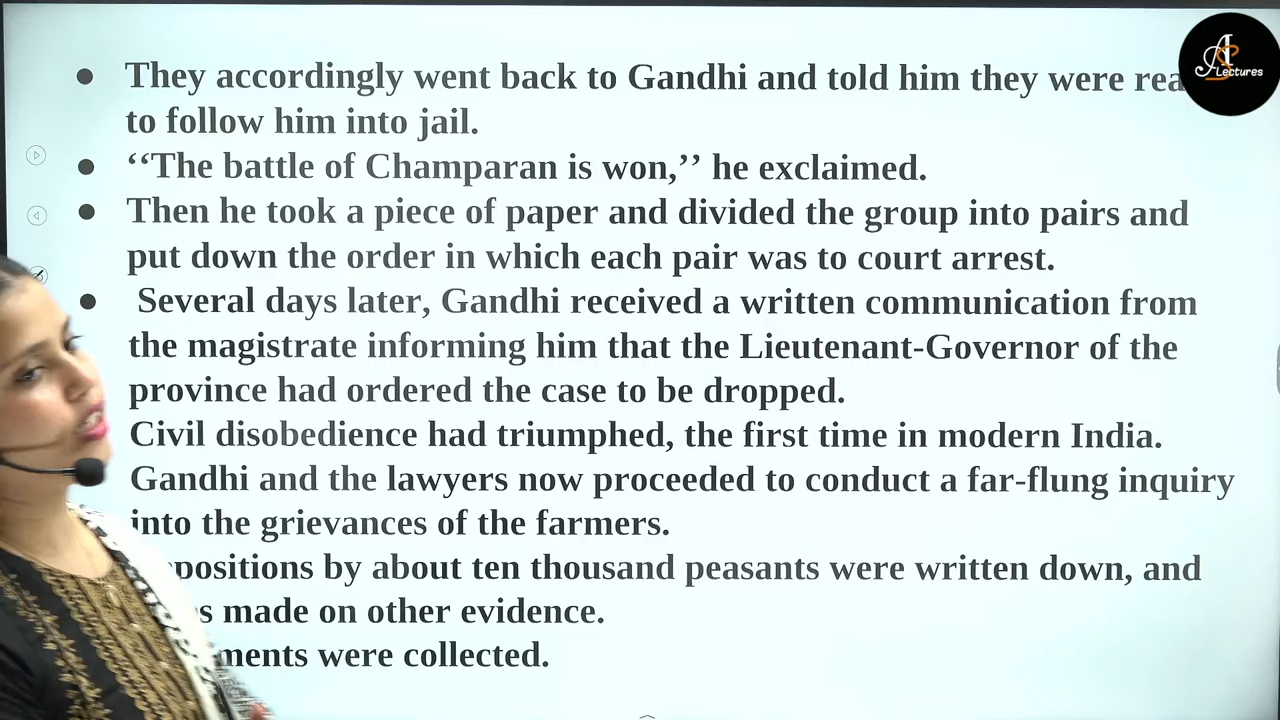 • They accordingly went back to Gandhi and told him they were
to follow him into jail.
• ‘‘The battle of Champaran is won,’’ he exclaimed.
• Then he took a piece of paper and divided the group into pairs and
put down the order in which each pair was to court arrest.
• Several days later, Gandhi received a written communication from
the magistrate informing him that the Lieutenant-Governor of the
province had ordered the case to be dropped.
Civil disobedience had triumphed, the first time in modern India.
Gandhi and the lawyers now proceeded to conduct a far-flung inquiry
into the grievances of the farmers.
by about ten thousand peasants were written down, and
made on other evidence.
were collected.
AS Lectures